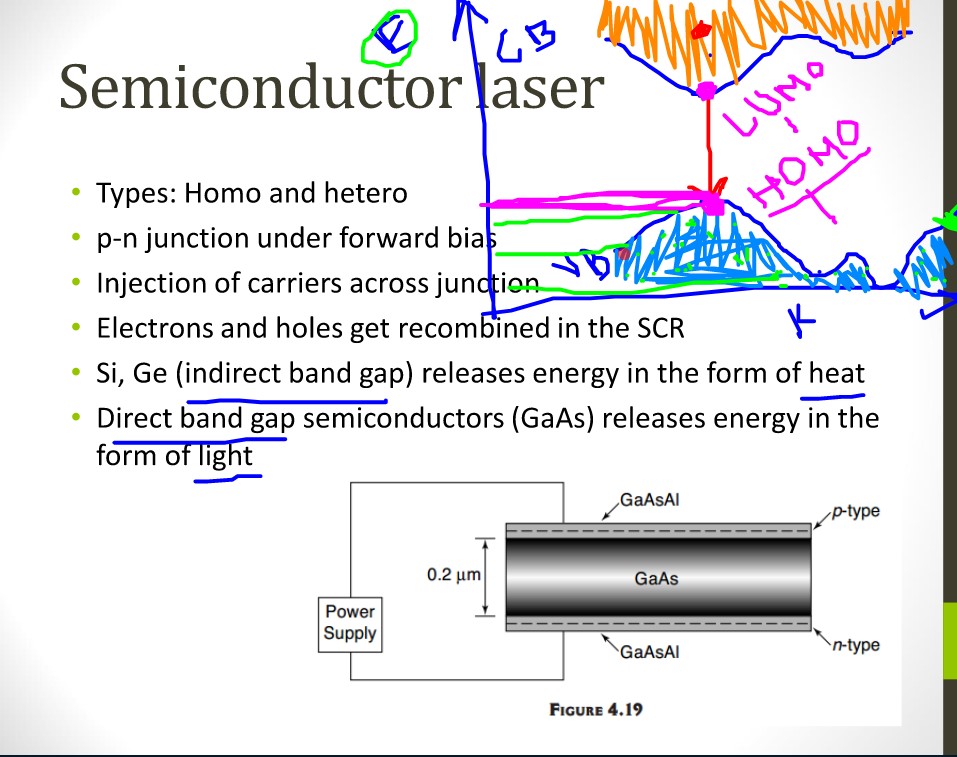 E
CB
Semiconductor laser
LUMO
HOMO
• Types: Homo and hetero
• p-n junction under forward bias
VB
• Injection of carriers across junction
K
• Electrons and holes get recombined in the SCR
• Si, Ge (indirect band gap) releases energy in the form of heat
• Direct band gap semiconductors (GaAs) releases energy in the
form of light
GaAsAl
p-type
0.2 μm
GaAs
Power
Supply
n-type
GaAsAl
FIGURE 4.19